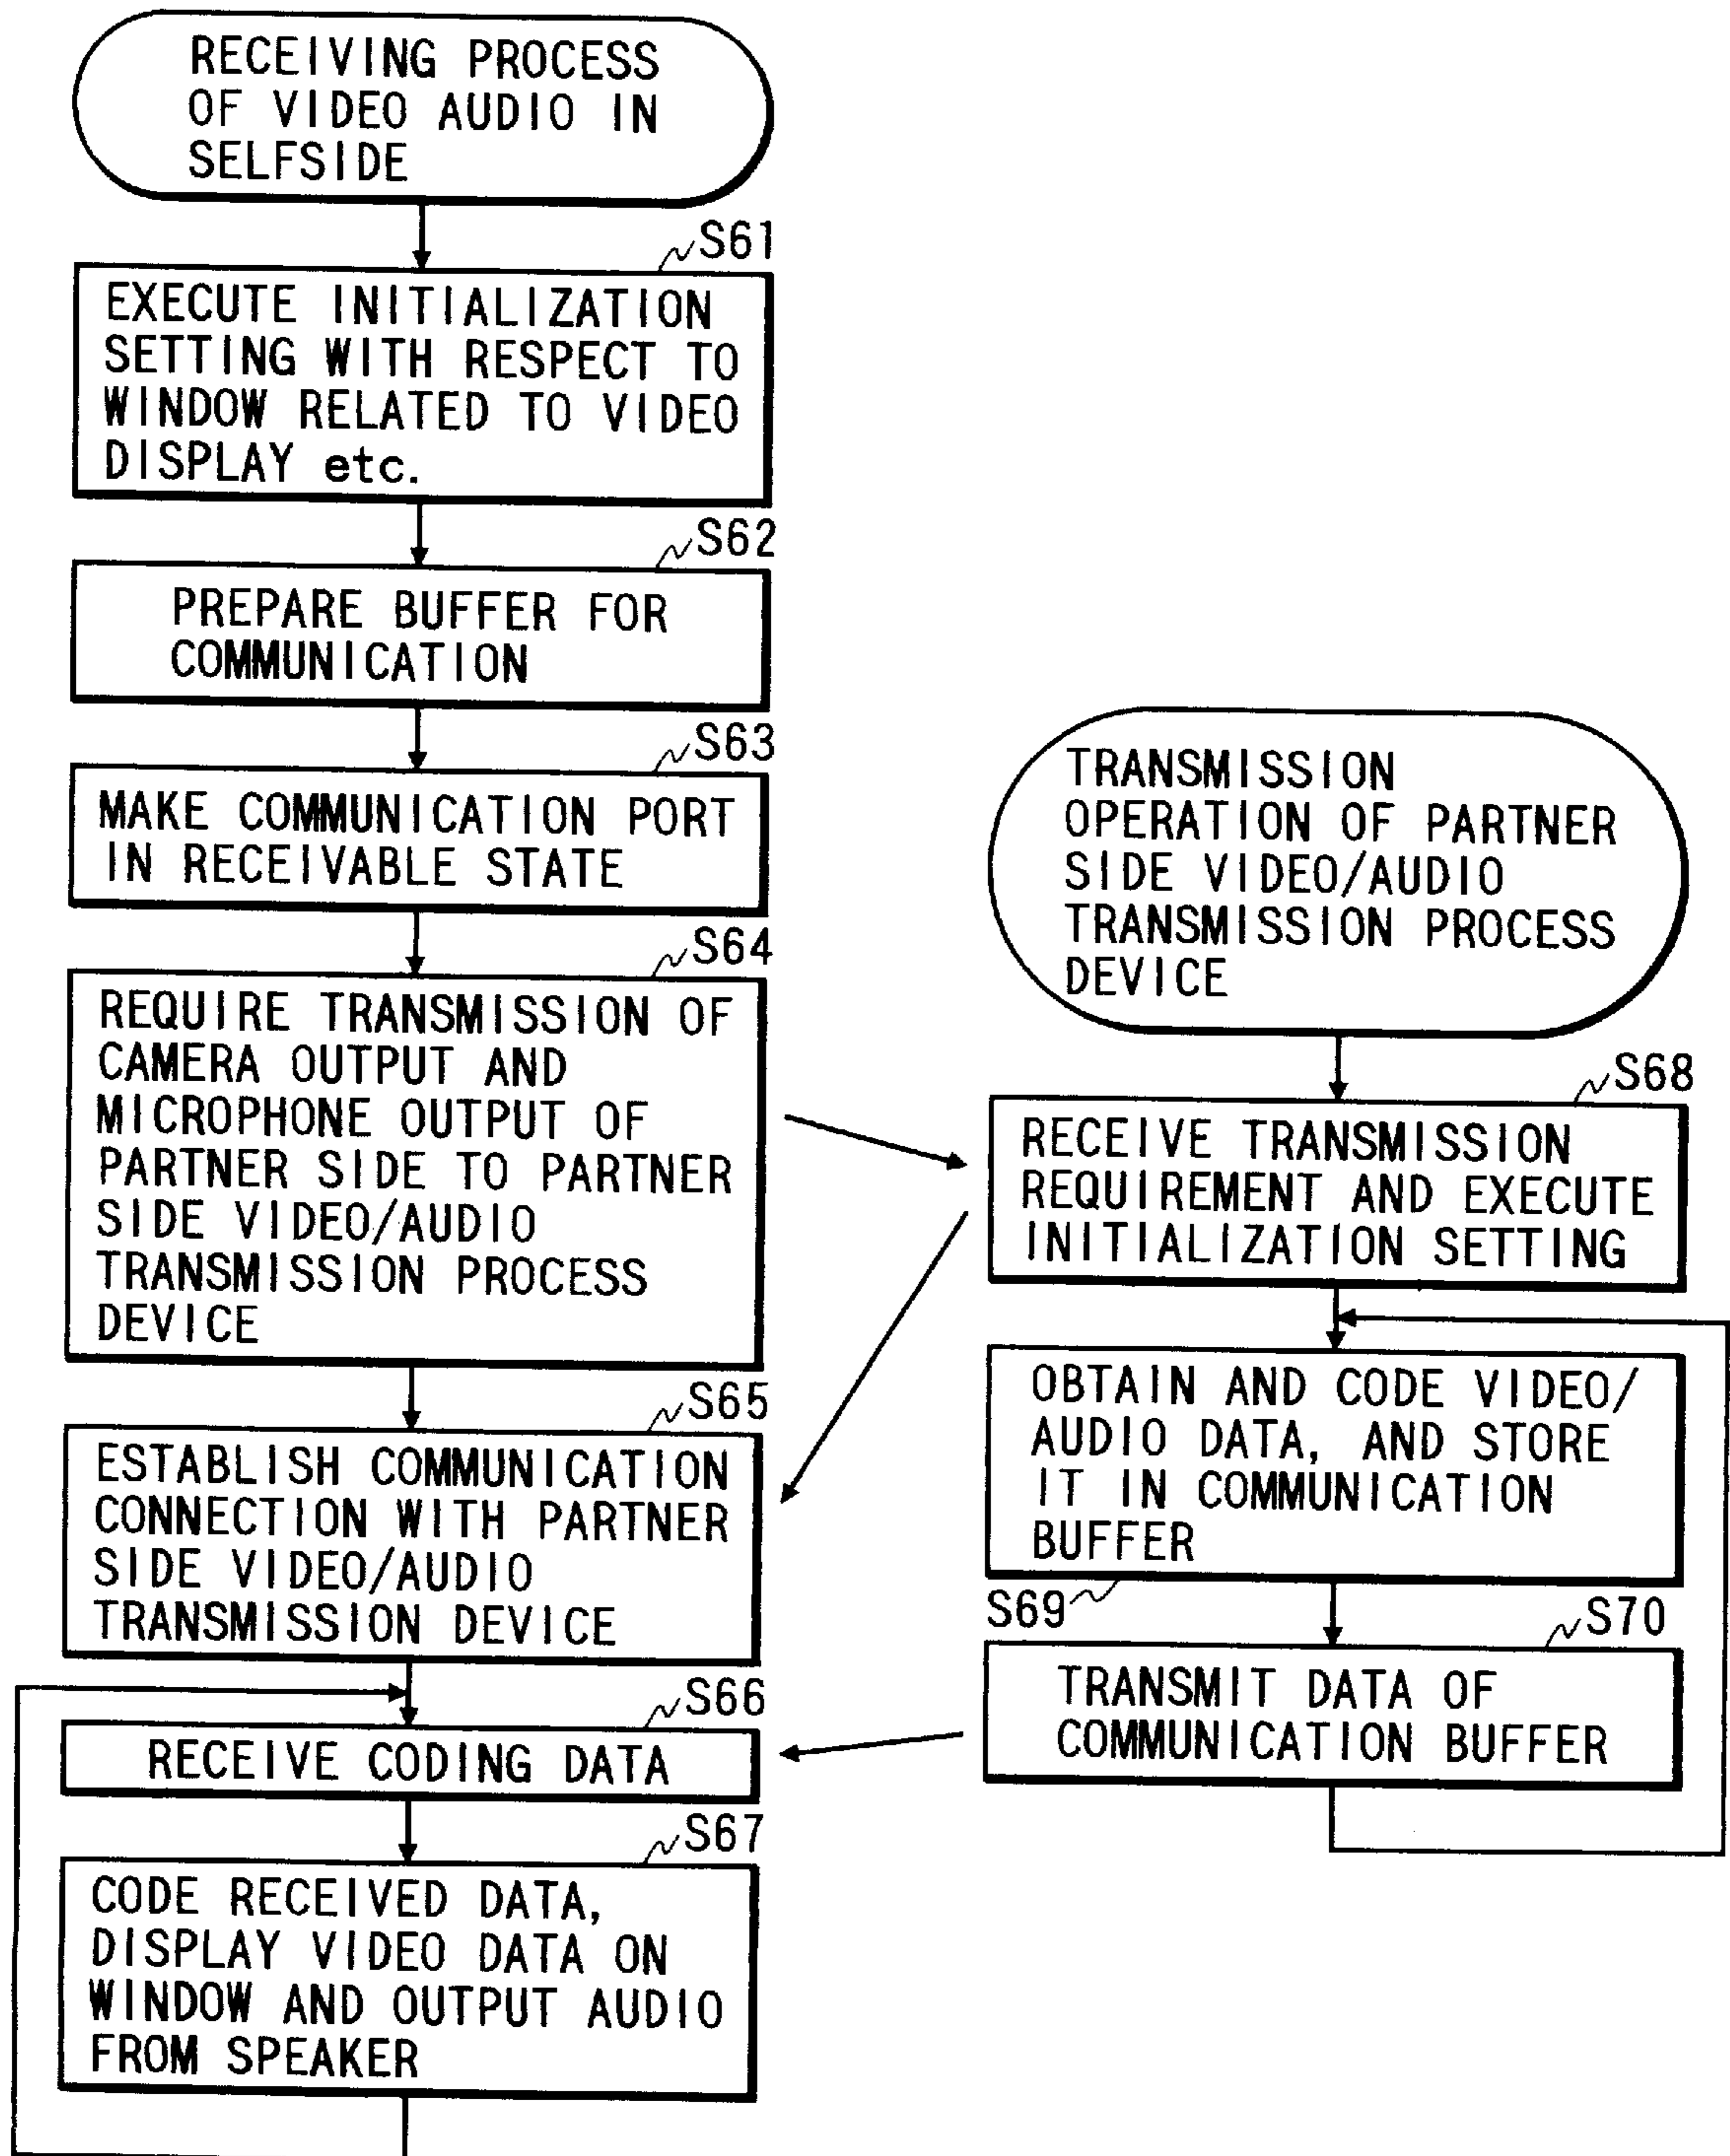 RECEIVING PROCESS
OF VIDEO AUDIO IN
SELFSIDE
S61
EXECUTE INITIALIZATION
SETTING WITH RESPECT TO
WINDOW RELATED TO VIDEO
DISPLAY etc.
S62
PREPARE BUFFER FOR
COMMUNICATION
S63
MAKE COMMUNICATION PORT
IN RECEIVABLE STATE
S64
REQUIRE TRANSMISSION OF
CAMERA OUTPUT AND
MICROPHONE OUTPUT OF
PARTNER SIDE TO PARTNER
SIDE VIDEO/AUDIO
TRANSMISSION PROCESS
DEVICE
S65
ESTABLISH COMMUNICATION
CONNECTION WITH PARTNER
SIDE VIDEO/AUDIO
TRANSMISSION DEVICE
S66
RECEIVE CODING DATA
S67
CODE RECEIVED DATA,
DISPLAY VIDEO DATA ON
WINDOW AND OUTPUT AUDIO
FROM SPEAKER
TRANSMISSION
OPERATION OF PARTNER
SIDE VIDEO/AUDIO
TRANSMISSION PROCESS
DEVICE
S68
RECEIVE TRANSMISSION
REQUIREMENT AND EXECUTE
INITIALIZATION SETTING
OBTAIN AND CODE VIDEO/
AUDIO DATA, AND STORE
IT IN COMMUNICATION
BUFFER
S69
S70
TRANSMIT DATA OF
COMMUNICATION BUFFER